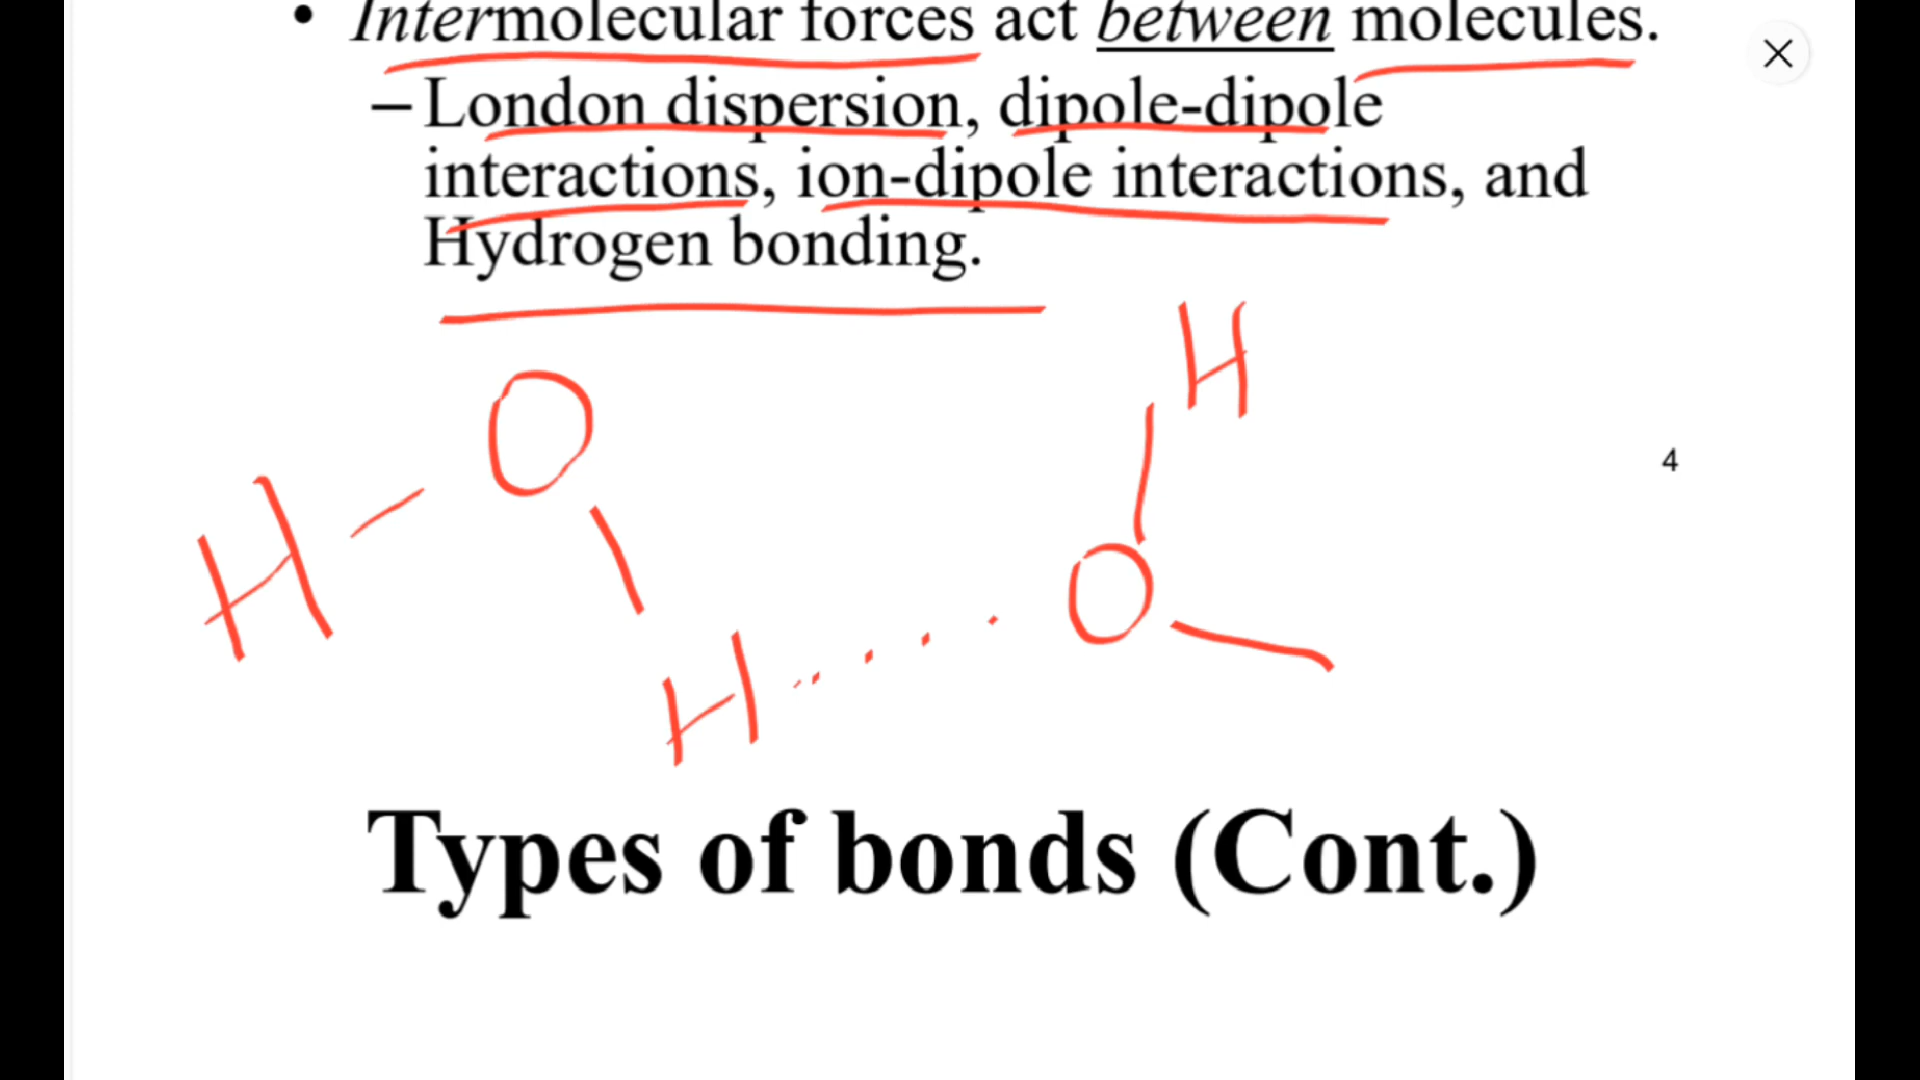 • Intermolecular forces act between molecules.
– London dispersion, dipole-dipole
interactions, ion-dipole interactions, and
Hydrogen bonding.
H
O
H
4
O
H
Types of bonds (Cont.)